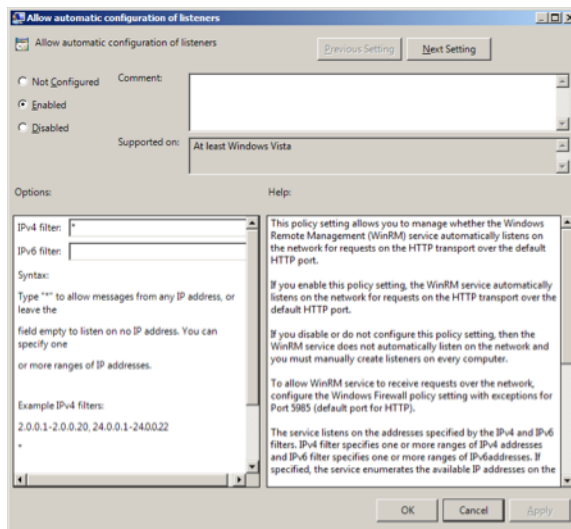 Allow automatic configuration of listeners
Allow automatic configuration of listeners
Previous Setting
Next Setting
Not Configured
Comment:
Enabled
Disabled
Supported on:
At least Windows Vista
Options:
Help:
IPv4 filter: *
IPv6 filter:
Syntax:
Type "*" to allow messages from any IP address, or
leave the
field empty to listen on no IP address. You can
specify one
or more ranges of IP addresses.
Example IPv4 filters:
2.0.0.1-2.0.0.20, 24.0.0.1-24.0.0.22
*
This policy setting allows you to manage whether the Windows
Remote Management (WinRM) service automatically listens
on the network for requests on the HTTP transport over the
default HTTP port.
If you enable this policy setting, the WinRM service automatically
listens on the network for requests on the HTTP transport over the
default HTTP port.
If you disable or do not configure this policy setting, then the
WinRM service does not automatically listen on the network and
you must manually create listeners on every computer.
To allow WinRM service to receive requests over the network,
configure the Windows Firewall policy setting with exceptions for
Port 5985 (default port for HTTP).
The service listens on the addresses specified by the IPv4 and IPv6
filters. IPv4 filter specifies one or more ranges of IPv4 addresses
and IPv6 filter specifies one or more ranges of IPv6addresses. If
specified, the service enumerates the available IP addresses on the
OK
Cancel
Apply